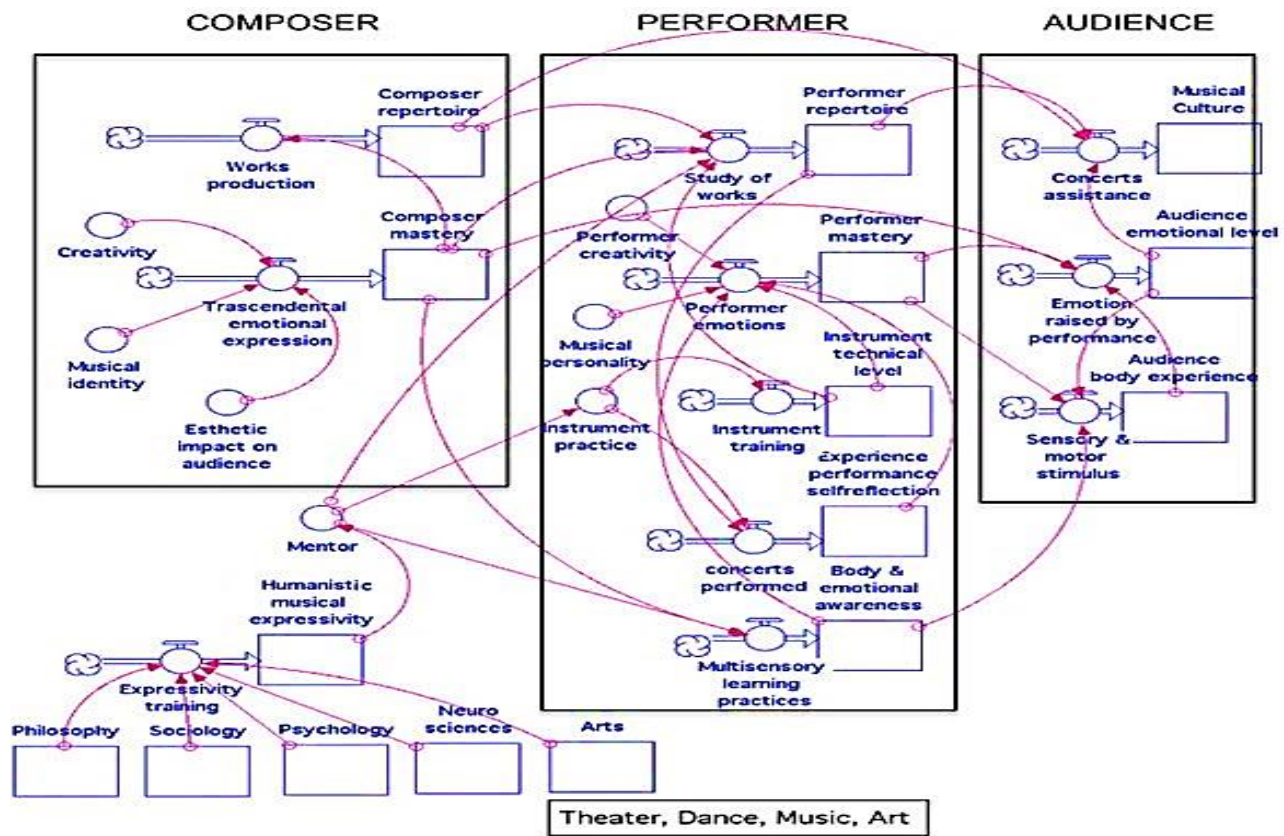 COMPOSER
PERFORMER
AUDIENCE
Composer
repertoire
Works
production
Creativity
Composer
mastery
Trascendental
emotional
expression
Musical
identity
Esthetic
impact on
audience
Performer
repertoire
Study of
works
Performer
creativity
Performer
mastery
Performer
emotions
Musical
personality
Instrument
technical
level
Instrument
practice
Instrument
training
Experience
performance
selfreflection
concerts
performed
Body &
emotional
awareness
Multisensory
learning
practices
Musical
Culture
Concerts
assistance
Audience
emotional level
Emotion
raised by
performance
Audience
body experience
Sensory &
motor
stimulus
Mentor
Humanistic
musical
expressivity
Expressivity
training
Philosophy
Sociology
Psychology
Neuro
sciences
Arts
Theater, Dance, Music, Art